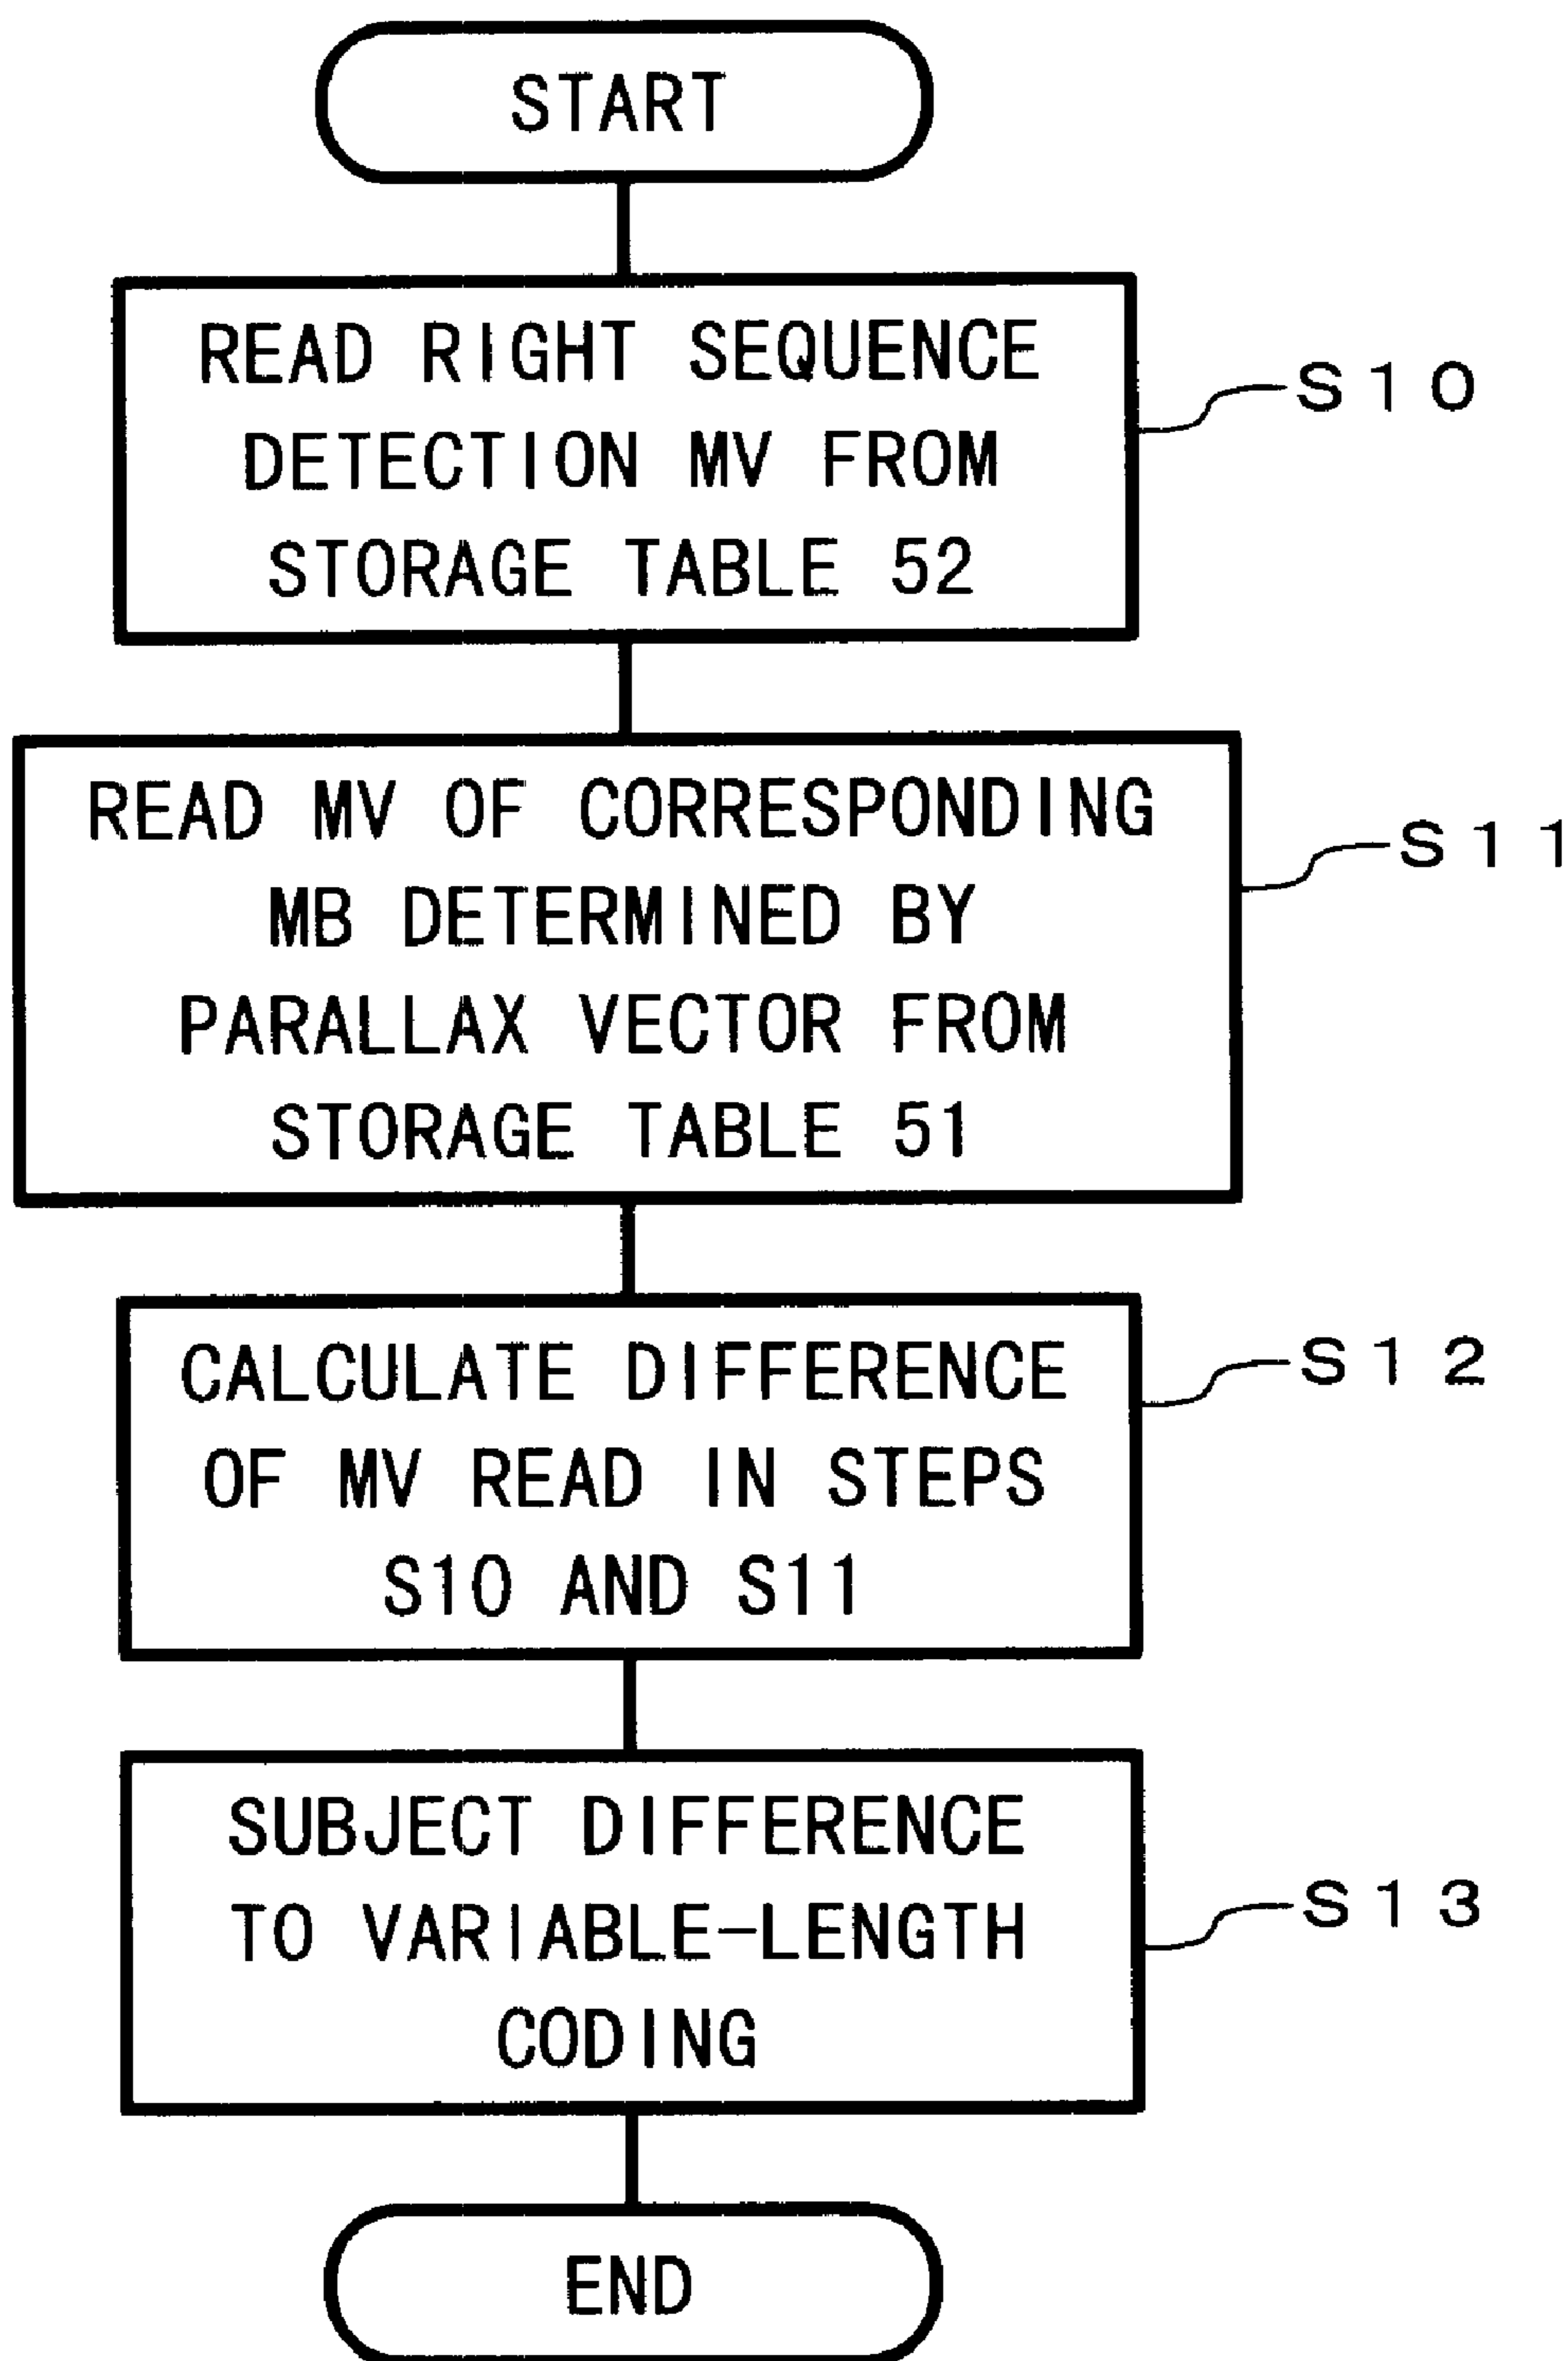 START
READ RIGHT SEQUENCE
DETECTION MV FROM
STORAGE TABLE 52
S10
READ MV OF CORRESPONDING
MB DETERMINED BY
PARALLAX VECTOR FROM
STORAGE TABLE 51
S11
CALCULATE DIFFERENCE
OF MV READ IN STEPS
S10 AND S11
S12
SUBJECT DIFFERENCE
TO VARIABLE-LENGTH
CODING
S13
END